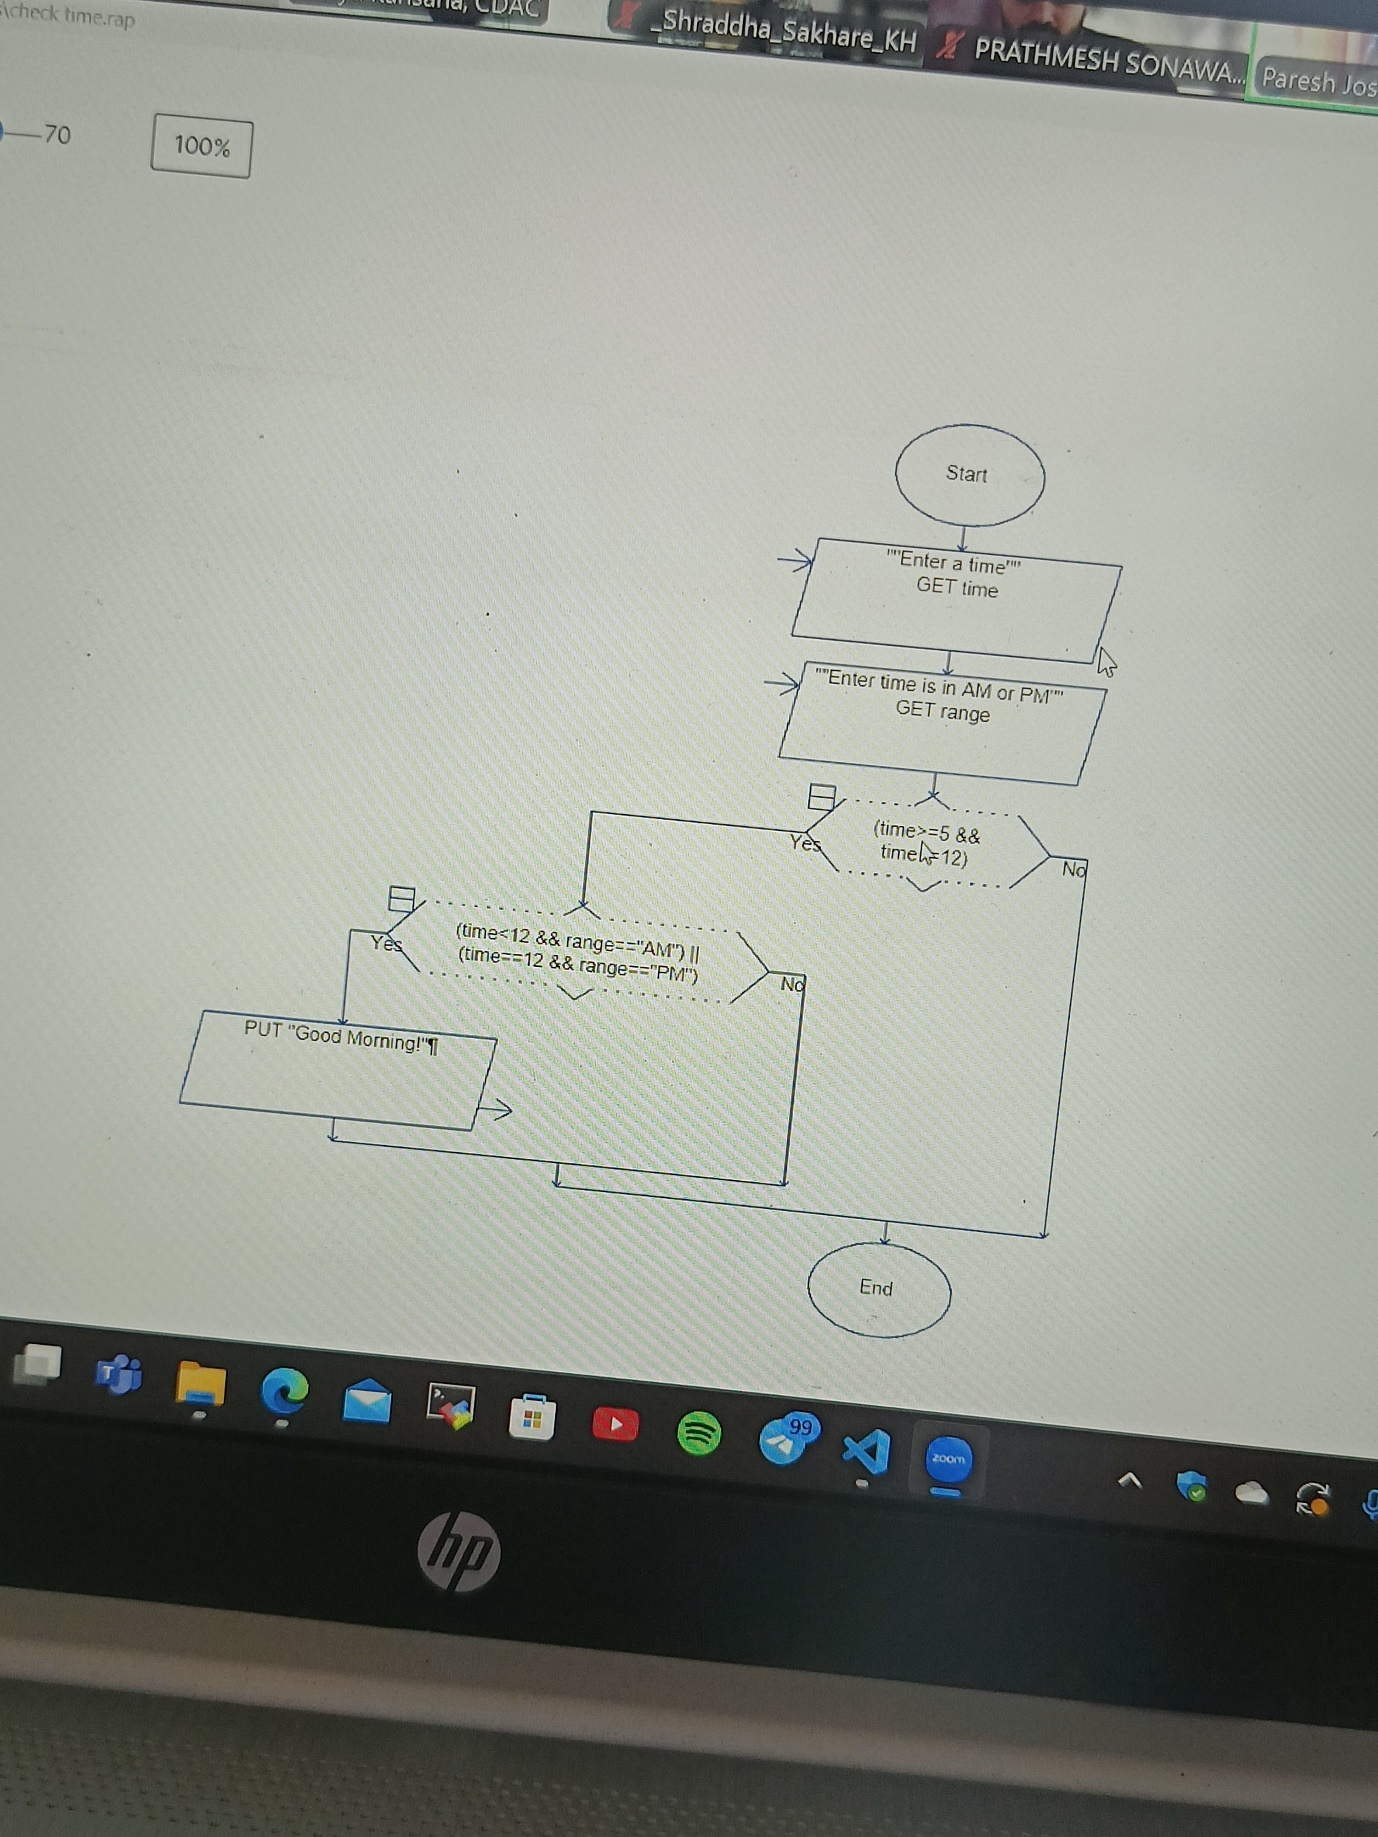 \check time.rap
CDAC
_Shraddha_Sakhare_KH
PRATHMESH SONAWA...
Paresh Jos
70
100%
Start
""Enter a time""
GET time
""Enter time is in AM or PM""
GET range
(time>=5 &&
=12)
Yes
No
(time<12 && range=="AM") ||
(time==12 && range=="PM")
Yes
No
PUT "Good Morning!"¶
End
99
zoom
hp